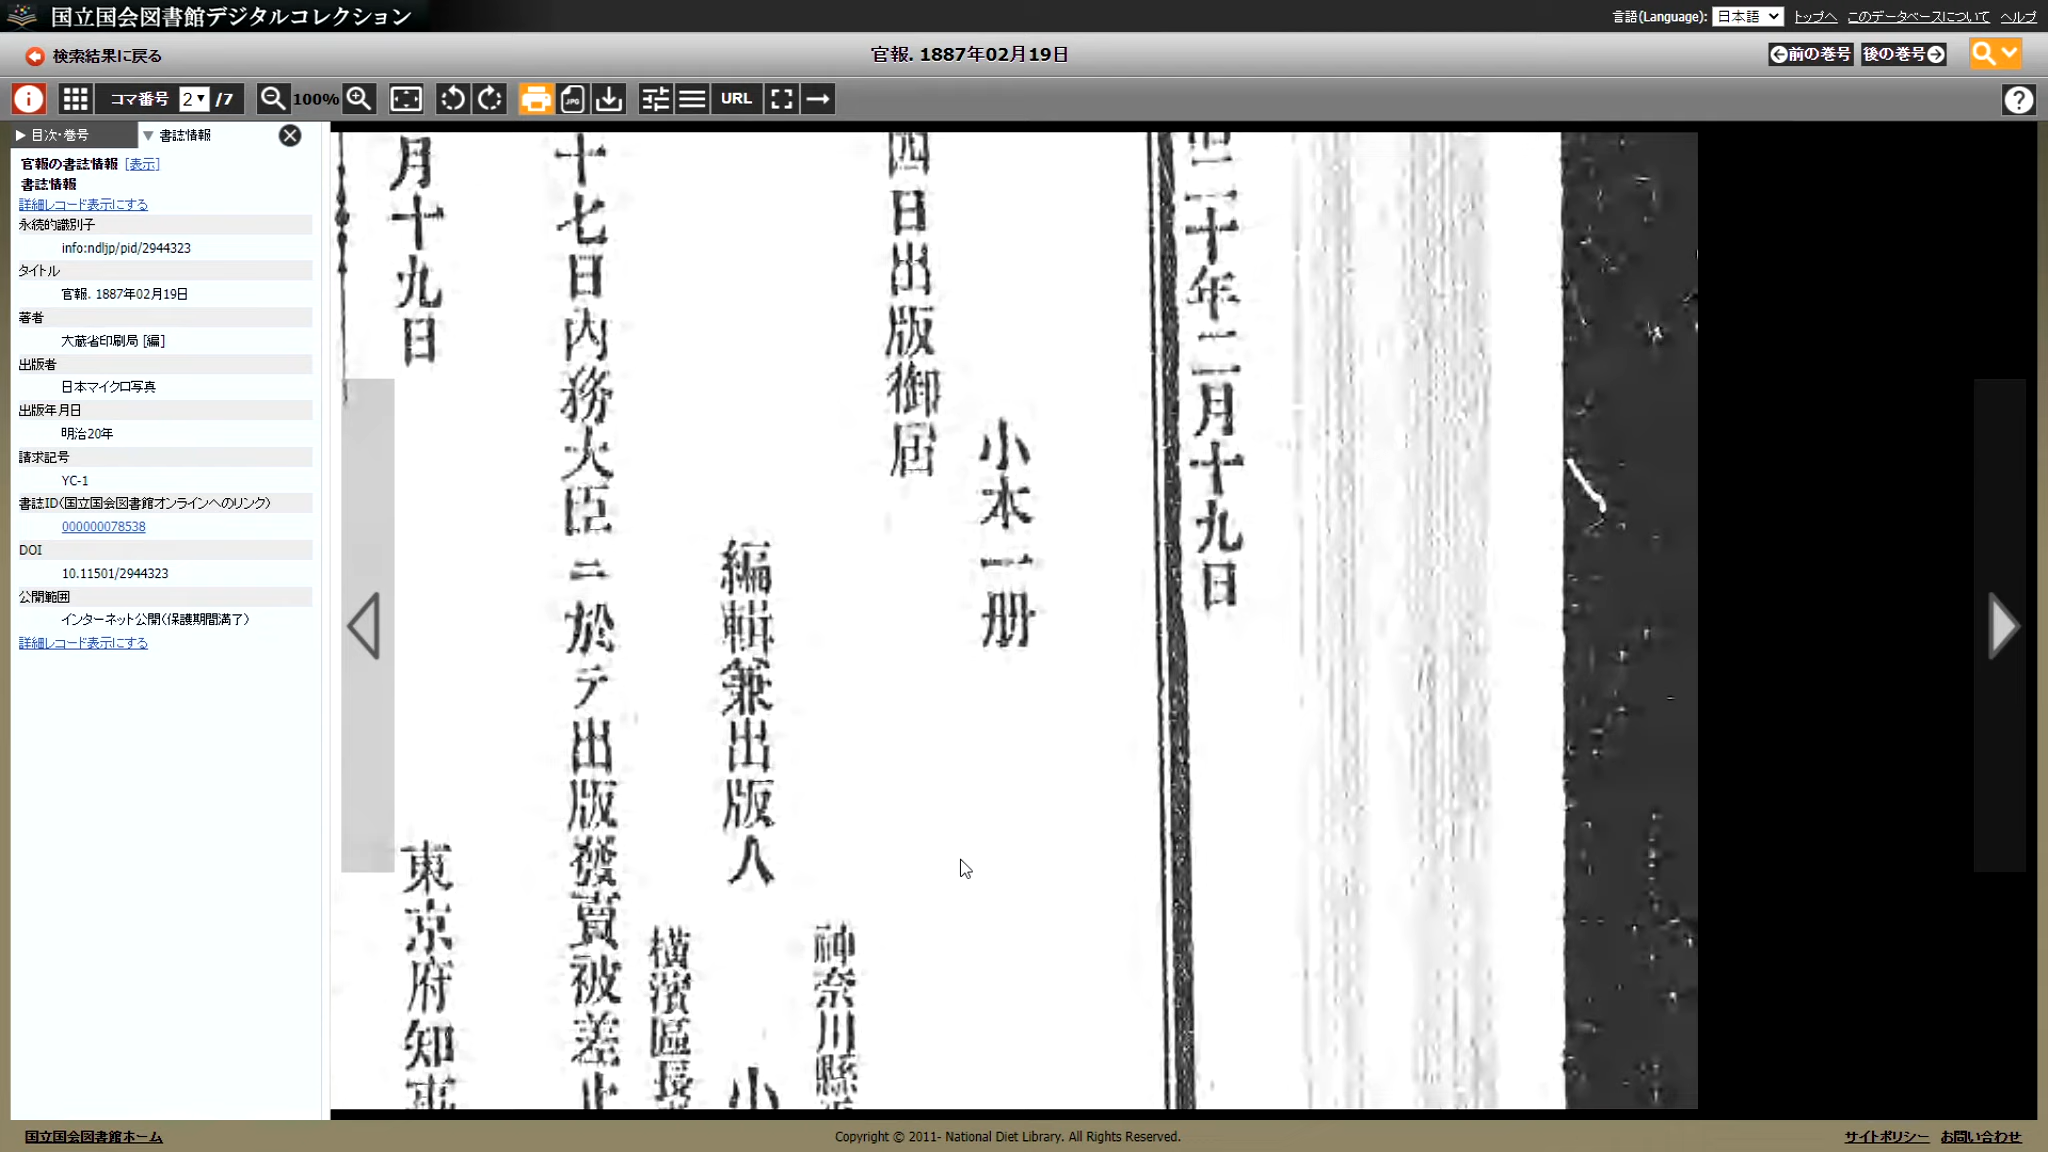 国立国会図書館デジタルコレクション
言語(Language): 日本語 トップへ このデータベースについて ヘルプ
検索結果に戻る
官報. 1887年02月19日
前の巻号 後の巻号
コマ番号 2 /7
100%
JPG
URL
目次・巻号
書誌情報
官報の書誌情報 [表示]
書誌情報
詳細レコード表示にする
永続的識別子
info:ndljp/pid/2944323
タイトル
官報. 1887年02月19日
著者
大蔵省印刷局 [編]
出版者
日本マイクロ写真
出版年月日
明治20年
請求記号
YC-1
書誌ID(国立国会図書館オンラインへのリンク)
000000078538
DOI
10.11501/2944323
公開範囲
インターネット公開(保護期間満了)
詳細レコード表示にする
二十年二月十九日
小本一册
四日出版御届
神奈川縣
編輯兼出版人 小
横濱區長
十七日內務大臣ニ於テ出版發賣被差止
月十九日 東京府知事
国立国会図書館ホーム
Copyright © 2011- National Diet Library. All Rights Reserved.
サイトポリシー お問い合わせ